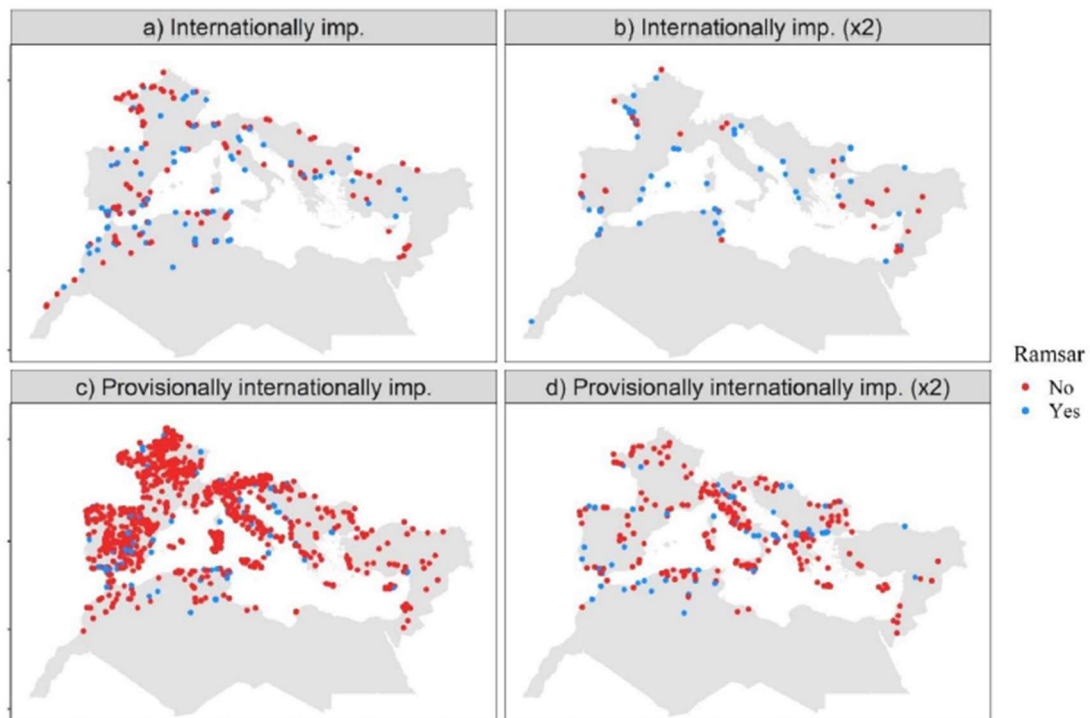 a) Internationally imp.
b) Internationally imp. (x2)
Ramsar
No
Yes
c) Provisionally internationally imp.
d) Provisionally internationally imp. (x2)